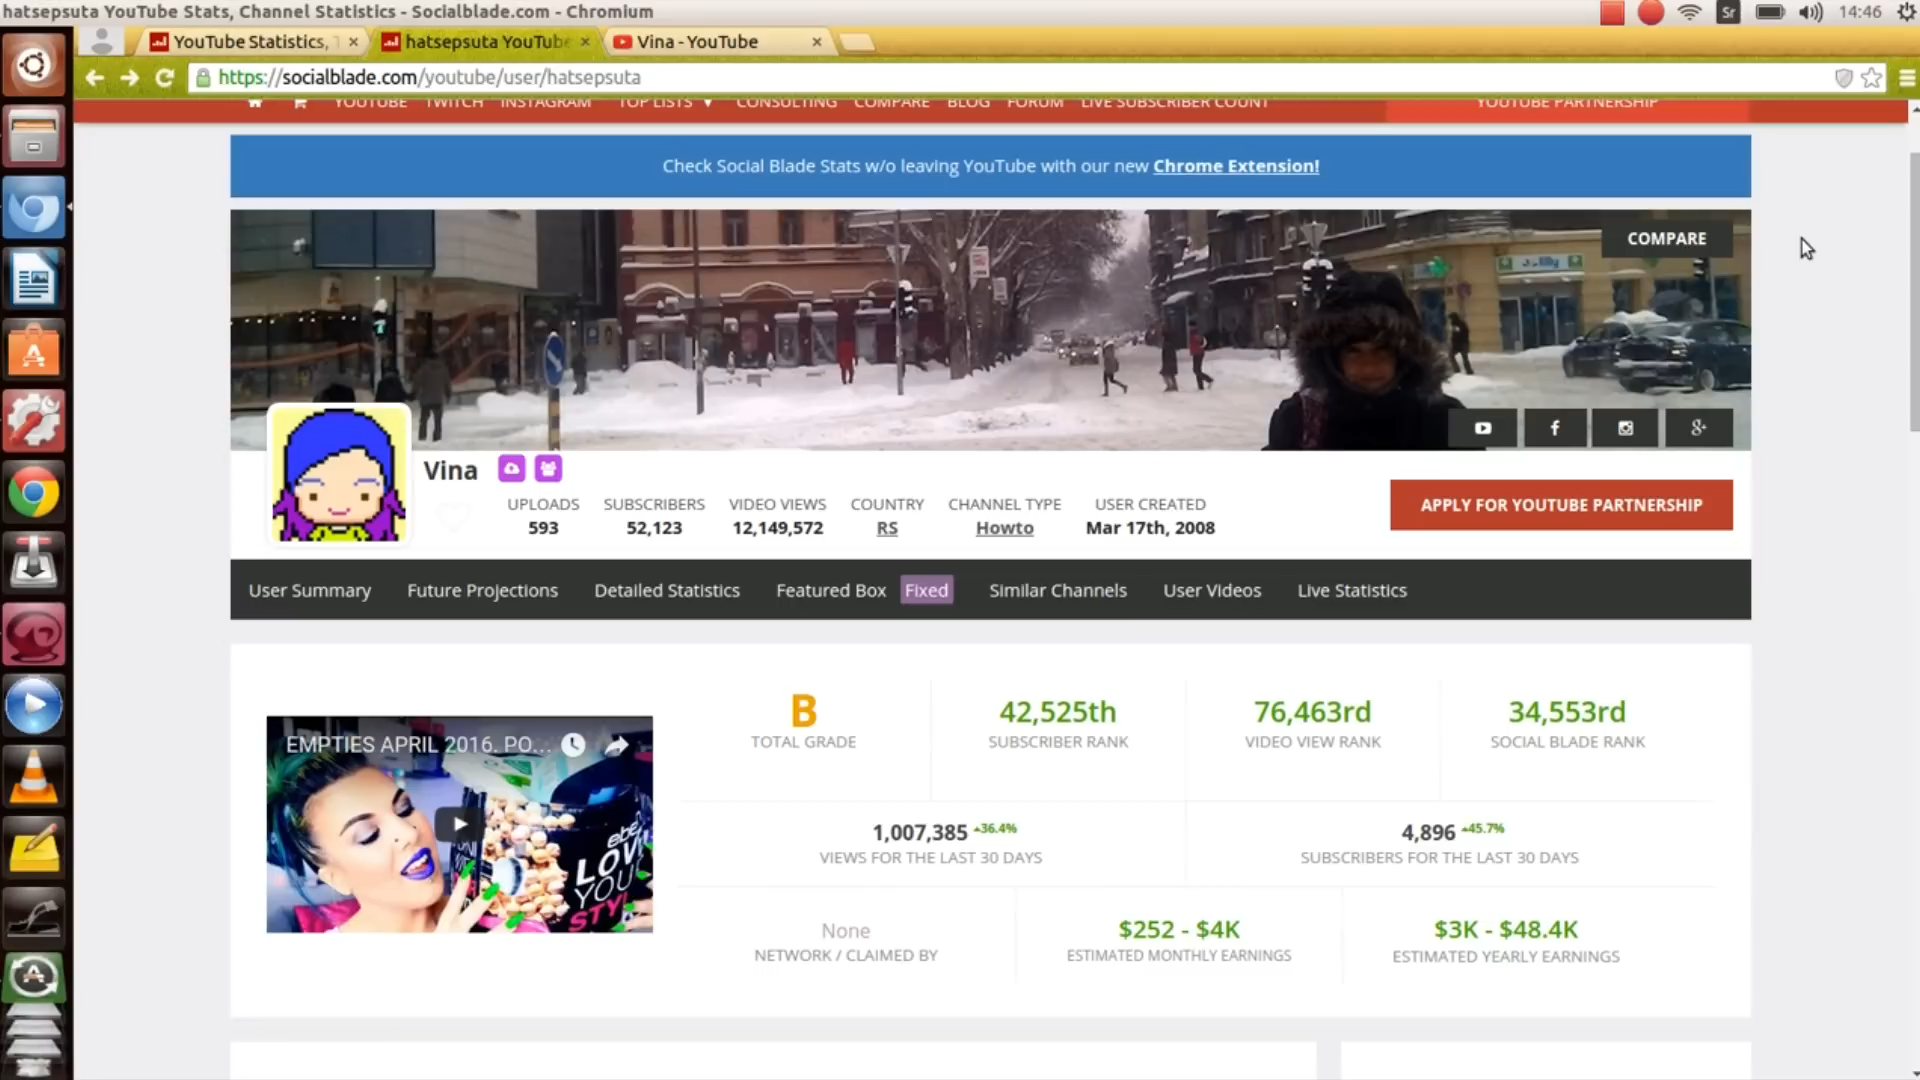 hatsepsuta YouTube Stats, Channel Statistics - Socialblade.com - Chromium
Sr
14:46
YouTube Statistics,
hatsepsuta YouTube
Vina - YouTube
https://socialblade.com/youtube/user/hatsepsuta
YOUTUBE TWITCH INSTAGRAM TOP LISTS CONSULTING COMPARE BLOG FORUM LIVE SUBSCRIBER COUNT YOUTUBE PARTNERSHIP
Check Social Blade Stats w/o leaving YouTube with our new Chrome Extension!
COMPARE
Vina
UPLOADS SUBSCRIBERS VIDEO VIEWS COUNTRY CHANNEL TYPE USER CREATED
593 52,123 12,149,572 RS Howto Mar 17th, 2008
APPLY FOR YOUTUBE PARTNERSHIP
User Summary Future Projections Detailed Statistics Featured Box Fixed Similar Channels User Videos Live Statistics
B 42,525th 76,463rd 34,553rd
TOTAL GRADE SUBSCRIBER RANK VIDEO VIEW RANK SOCIAL BLADE RANK
EMPTIES APRIL 2016. PO...
LOV
YOU
STY
1,007,385 36.4% 4,896 45.7%
VIEWS FOR THE LAST 30 DAYS SUBSCRIBERS FOR THE LAST 30 DAYS
None $252 - $4K $3K - $48.4K
NETWORK / CLAIMED BY ESTIMATED MONTHLY EARNINGS ESTIMATED YEARLY EARNINGS